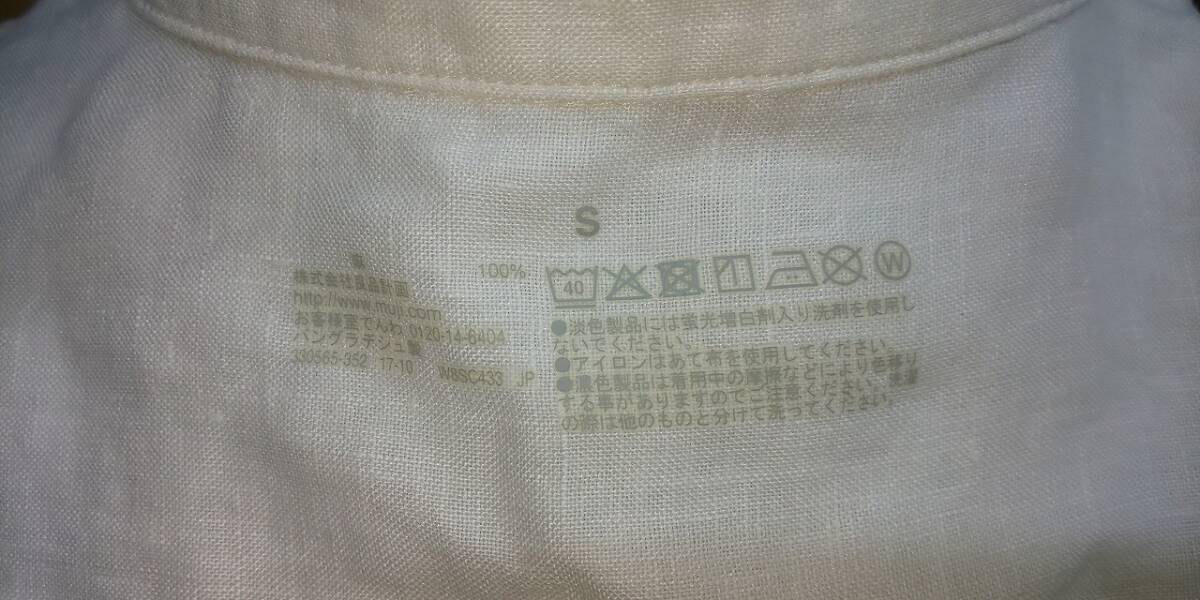 S
麻 100%
株式会社良品計画
http://www.muji.com
お客様室でんわ 0120-14-6404
バングラデシュ製
330565-352 17-10 W8SC433 JP
40
W
●淡色製品には蛍光増白剤入り洗剤を使用し
ないでください。
●アイロンはあて布を使用してください。
●濃色製品は着用中の摩擦などにより色移り
する事がありますのでご注意ください。洗濯
の際は他のものと分けて洗ってください。